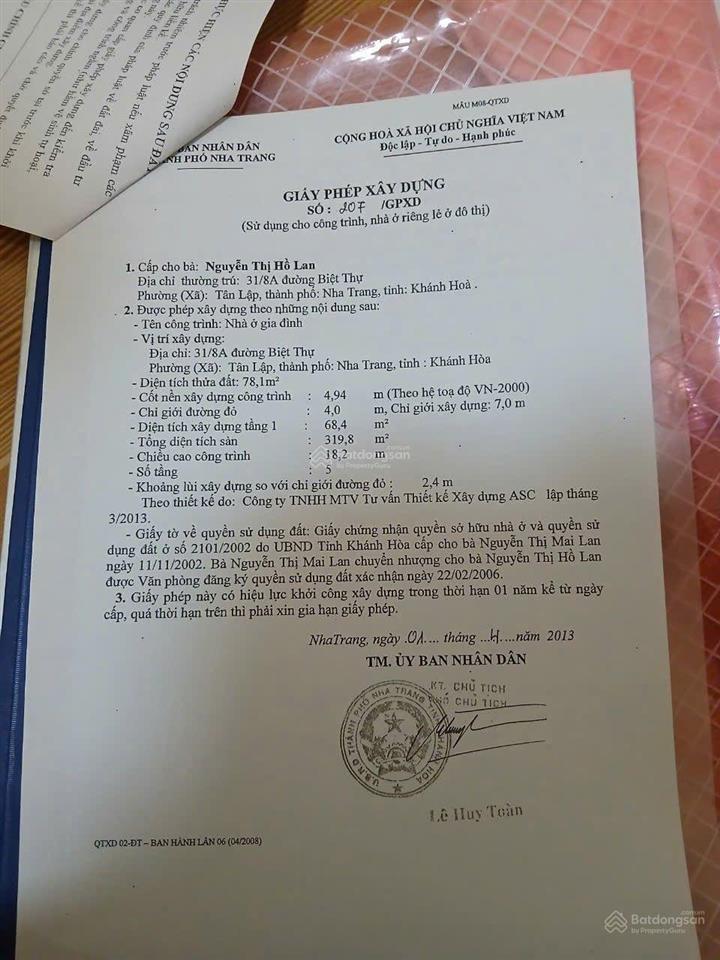 MẪU M08-QTXD
BAN NHÂN DÂN
PHỐ NHA TRANG
CỘNG HOÀ XÃ HỘI CHỦ NGHĨA VIỆT NAM
Độc lập - Tự do - Hạnh phúc
GIẤY PHÉP XÂY DỰNG
SỐ : 207 /GPXD
(Sử dụng cho công trình, nhà ở riêng lẻ ở đô thị)
1. Cấp cho bà: Nguyễn Thị Hồ Lan
Địa chỉ thường trú: 31/8A đường Biệt Thự
Phường (Xã): Tân Lập, thành phố: Nha Trang, tỉnh: Khánh Hoà .
2. Được phép xây dựng theo những nội dung sau:
- Tên công trình: Nhà ở gia đình
- Vị trí xây dựng:
Địa chỉ: 31/8A đường Biệt Thự
Phường (Xã): Tân Lập, thành phố: Nha Trang, tỉnh : Khánh Hòa
- Diện tích thửa đất: 78,1m²
- Cốt nền xây dựng công trình : 4,94 m (Theo hệ toạ độ VN-2000)
- Chỉ giới đường đỏ : 4,0 m, Chỉ giới xây dựng: 7,0 m
- Diện tích xây dựng tầng 1 : 68,4 m²
- Tổng diện tích sàn : 319,8 m²
- Chiều cao công trình : 18,2 m
- Số tầng : 5
- Khoảng lùi xây dựng so với chỉ giới đường đỏ : 2,4 m
Theo thiết kế do: Công ty TNHH MTV Tư vấn Thiết kế Xây dựng ASC lập tháng
3/2013.
- Giấy tờ về quyền sử dụng đất: Giấy chứng nhận quyền sở hữu nhà ở và quyền sử
dụng đất ở số 2101/2002 do UBND Tỉnh Khánh Hòa cấp cho bà Nguyễn Thị Mai Lan
ngày 11/11/2002. Bà Nguyễn Thị Mai Lan chuyển nhượng cho bà Nguyễn Thị Hồ Lan
được Văn phòng đăng ký quyền sử dụng đất xác nhận ngày 22/02/2006.
3. Giấy phép này có hiệu lực khởi công xây dựng trong thời hạn 01 năm kể từ ngày
cấp, quá thời hạn trên thì phải xin gia hạn giấy phép.
NhaTrang, ngày .01... tháng ...4...năm 2013
TM. ỦY BAN NHÂN DÂN
KT. CHỦ TỊCH
PHÓ CHỦ TỊCH
U.B.N.D THÀNH PHỐ NHA TRANG TỈNH KHÁNH HÒA
Lê Huy Toàn
QTXD 02-ĐT – BAN HÀNH LẦN 06 (04/2008)
Batdongsan
by PropertyGuru
Batdongsan.com.vn
by PropertyGuru